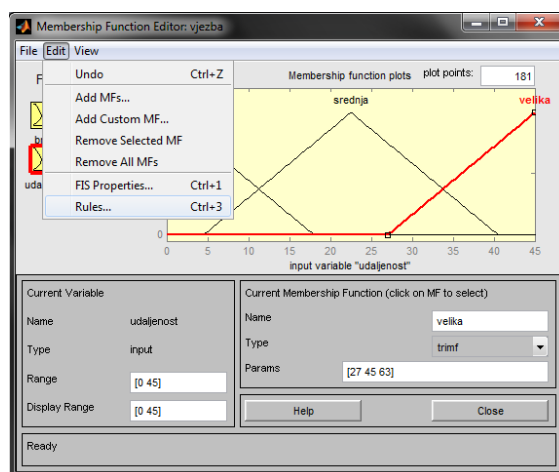 Membership Function Editor: vjezba
File Edit View
Undo Ctrl+Z
Add MFs...
Add Custom MF...
Remove Selected MF
Remove All MFs
FIS Properties... Ctrl+1
Rules... Ctrl+3
Membership function plots plot points: 181
srednja velika
0
0 5 10 15 20 25 30 35 40 45
input variable "udaljenost"
Current Variable
Name udaljenost
Type input
Range [0 45]
Display Range [0 45]
Current Membership Function (click on MF to select)
Name velika
Type trimf
Params [27 45 63]
Help Close
Ready